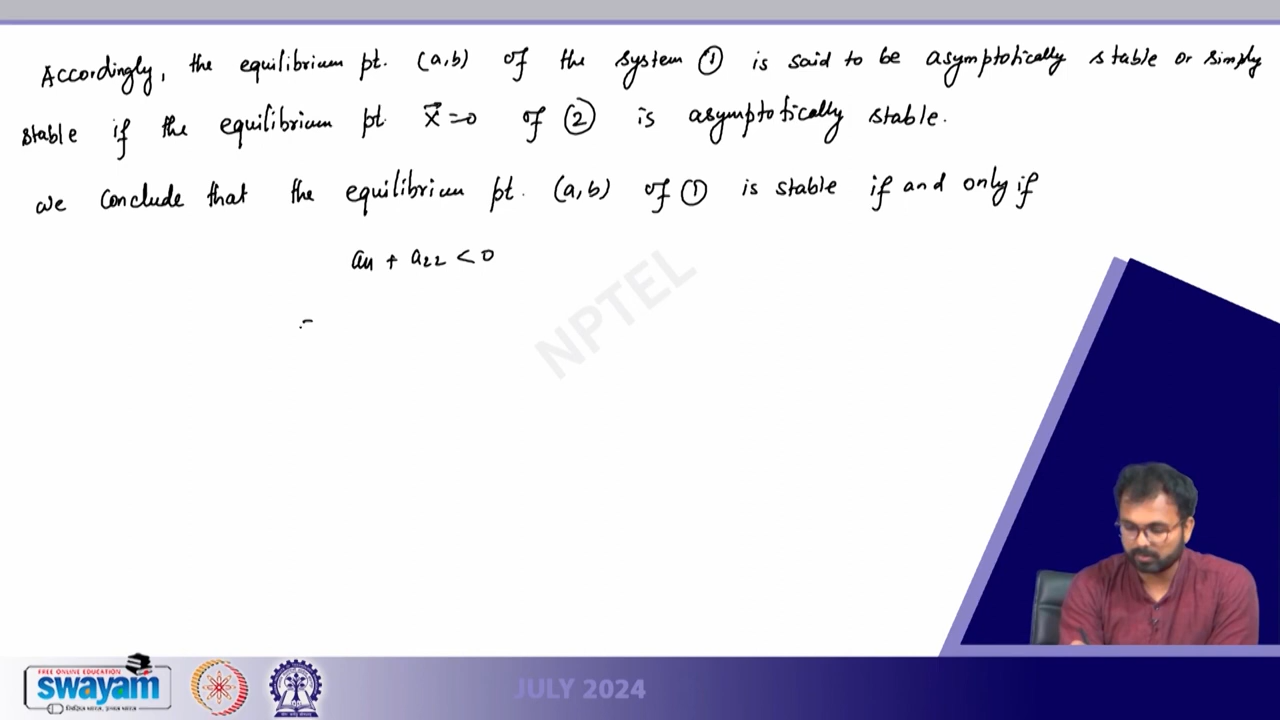 Accordingly, the equilibrium pt. (a,b) of the system ① is said to be asymptotically stable or simply
stable if the equilibrium pt. x⃗=0 of ② is asymptotically stable.
we conclude that the equilibrium pt. (a,b) of ① is stable if and only if
a₁₁ + a₂₂ < 0
NPTEL
FREE ONLINE EDUCATION
swayam
JULY 2024